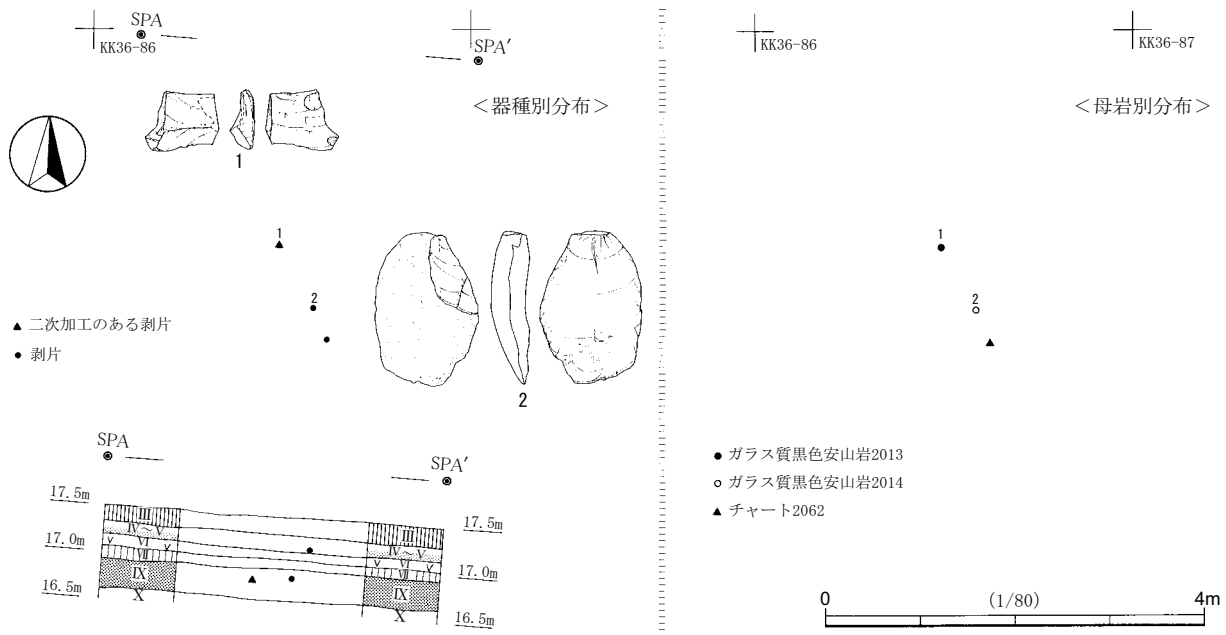 SPA
KK36-86
SPA′
＜器種別分布＞
1
1
2
▲ 二次加工のある剥片
● 剥片
2
SPA
SPA′
17.5m
17.0m
16.5m
Ⅲ
Ⅳ～Ⅴ
Ⅵ
Ⅶ
Ⅸ
Ⅹ
Ⅲ
Ⅳ～Ⅴ
Ⅵ
Ⅶ
Ⅸ
Ⅹ
17.5m
17.0m
16.5m
KK36-86
KK36-87
＜母岩別分布＞
1
2
● ガラス質黒色安山岩2013
○ ガラス質黒色安山岩2014
▲ チャート2062
0 (1/80) 4m